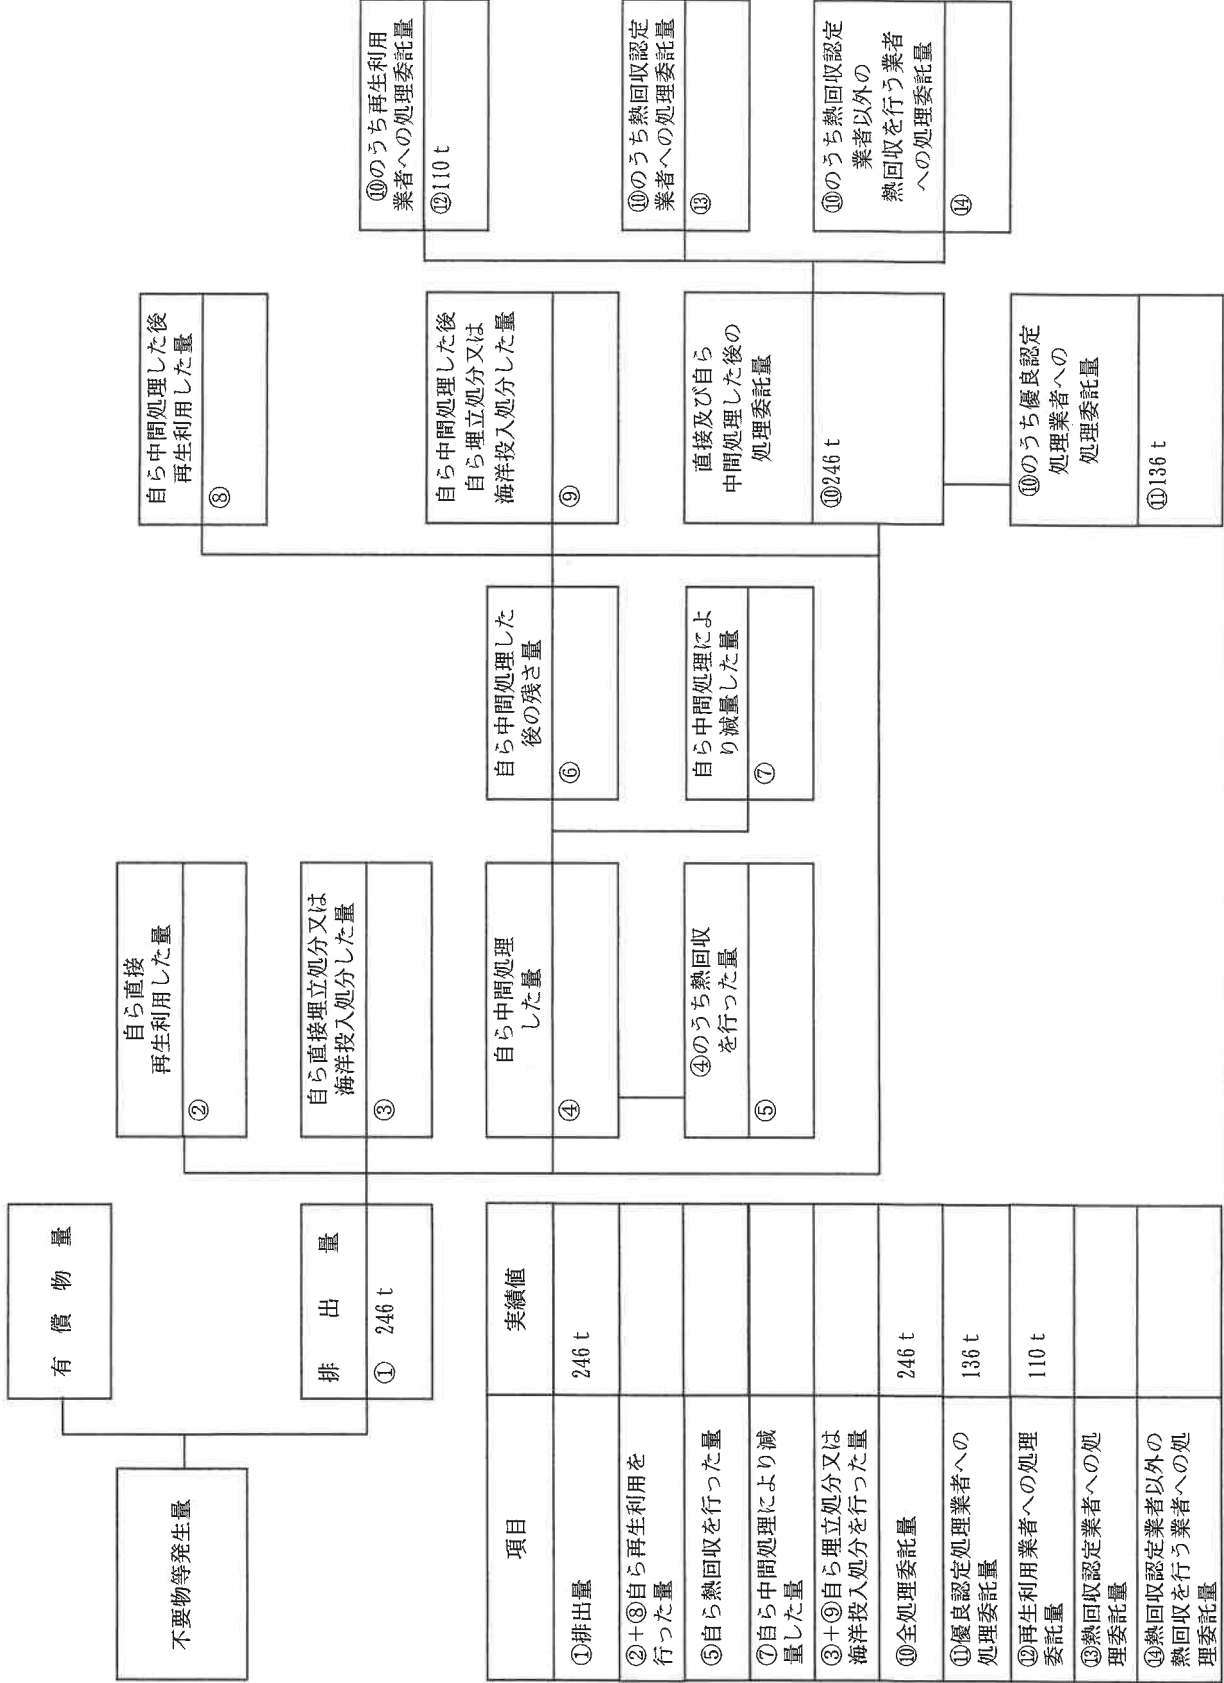 不要物等発生量
有償物量
排出量
① 246 t
自ら直接
再生利用した量
②
自ら直接埋立処分又は
海洋投入処分した量
③
自ら中間処理
した量
④
④のうち熱回収
を行った量
⑤
自ら中間処理した
後の残さ量
⑥
自ら中間処理によ
り減量した量
⑦
自ら中間処理した後
再生利用した量
⑧
自ら中間処理した後
自ら埋立処分又は
海洋投入処分した量
⑨
直接及び自ら
中間処理した後の
処理委託量
⑩246 t
⑩のうち優良認定
処理業者への
処理委託量
⑪136 t
⑩のうち再生利用
業者への処理委託量
⑫110 t
⑩のうち熱回収認定
業者への処理委託量
⑬
⑩のうち熱回収認定
業者以外の
熱回収を行う業者
への処理委託量
⑭
項目 実績値
①排出量 246 t
②+⑧自ら再生利用を
行った量
⑤自ら熱回収を行った量
⑦自ら中間処理により減
量した量
③+⑨自ら埋立処分又は
海洋投入処分を行った量
⑩全処理委託量 246 t
⑪優良認定処理業者への
処理委託量 136 t
⑫再生利用業者への処理
委託量 110 t
⑬熱回収認定業者への処
理委託量
⑭熱回収認定業者以外の
熱回収を行う業者への処
理委託量